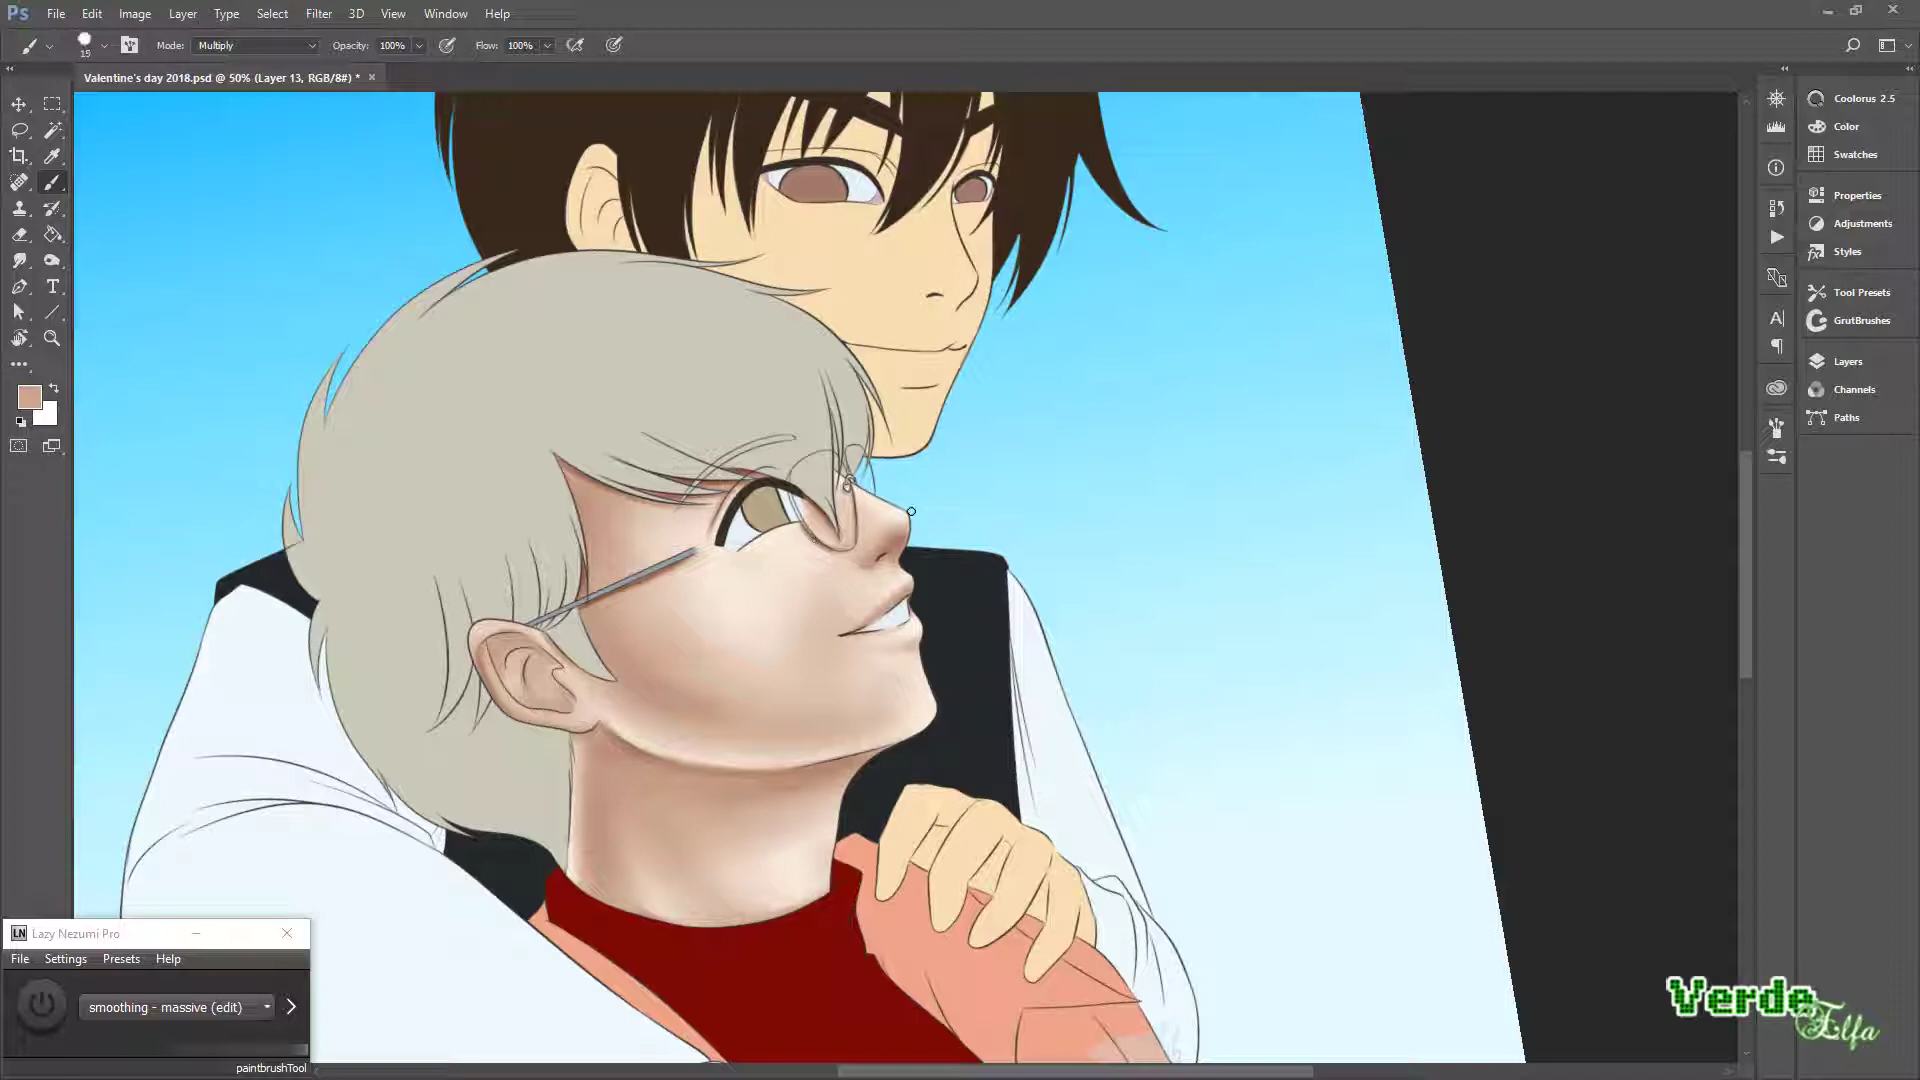 Ps File Edit Image Layer Type Select Filter 3D View Window Help
15 Mode: Multiply Opacity: 100% Flow: 100%
Valentine's day 2018.psd @ 50% (Layer 13, RGB/8#) *
Coolorus 2.5
Color
Swatches
Properties
Adjustments
Styles
Tool Presets
GrutBrushes
Layers
Channels
Paths
LN Lazy Nezumi Pro
File Settings Presets Help
smoothing - massive (edit)
paintbrushTool
Verde
Elfa